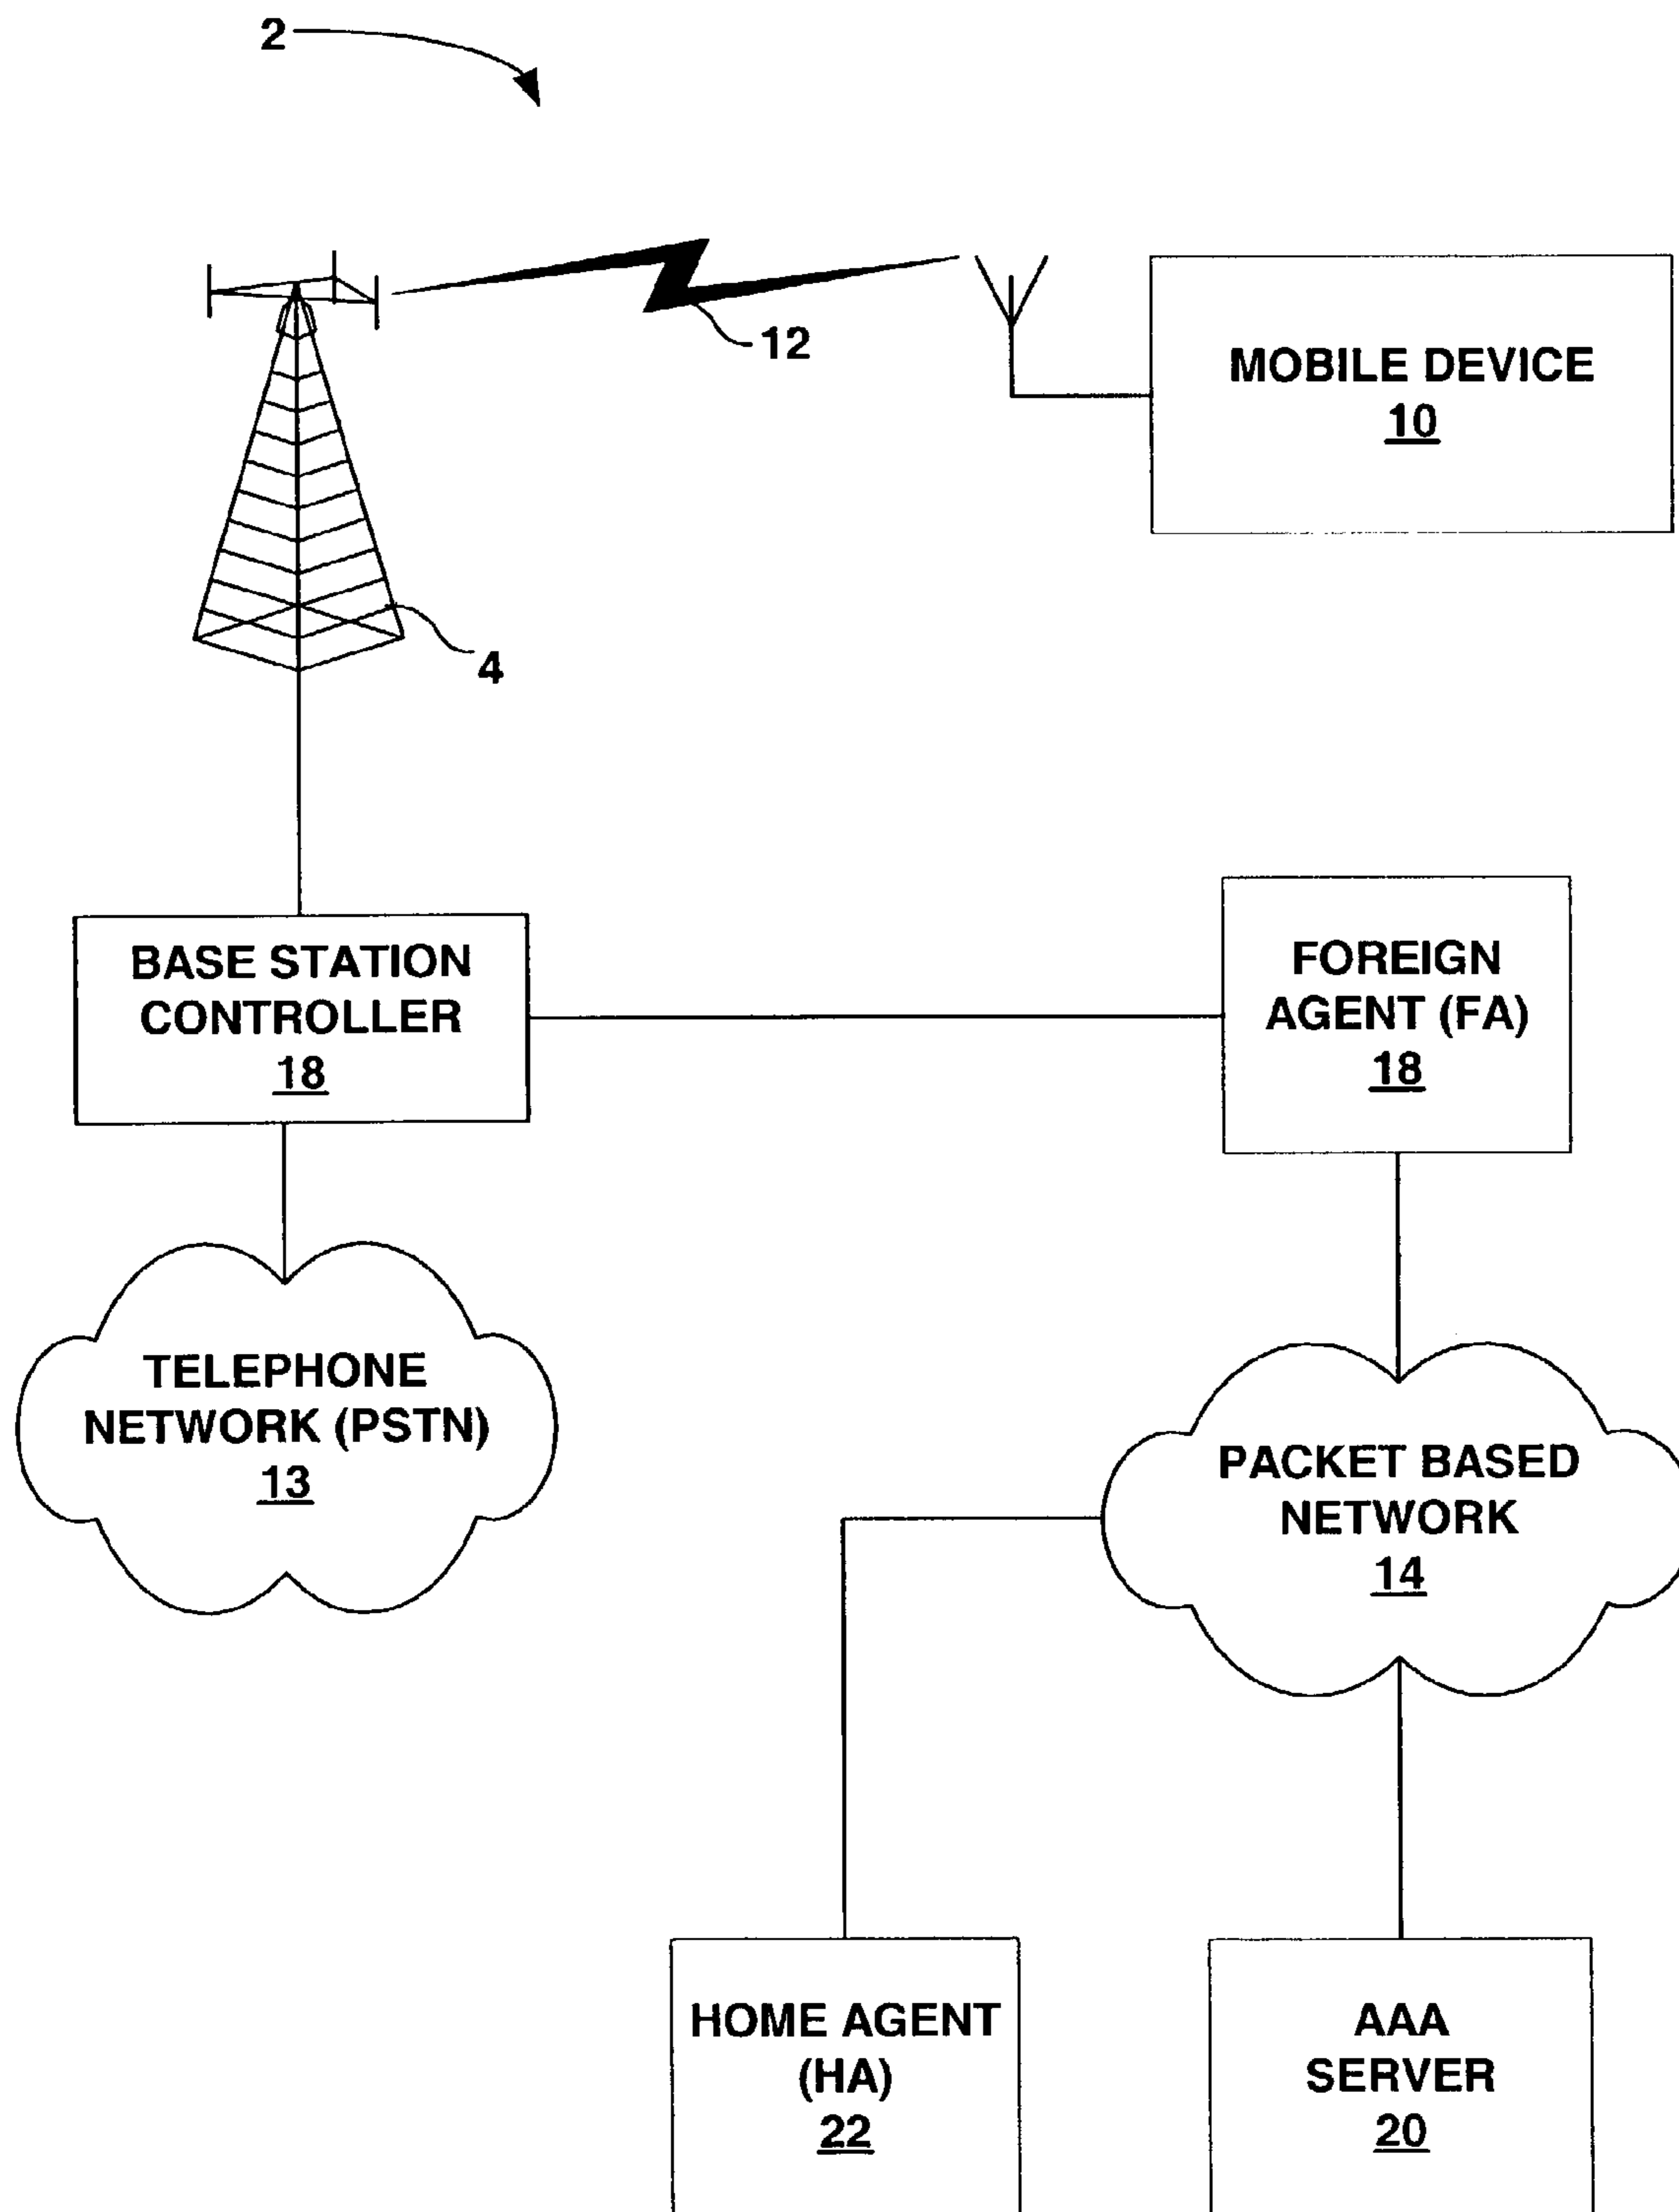 2
12
MOBILE DEVICE
10
4
BASE STATION
CONTROLLER
18
FOREIGN
AGENT (FA)
18
TELEPHONE
NETWORK (PSTN)
13
PACKET BASED
NETWORK
14
HOME AGENT
(HA)
22
AAA
SERVER
20